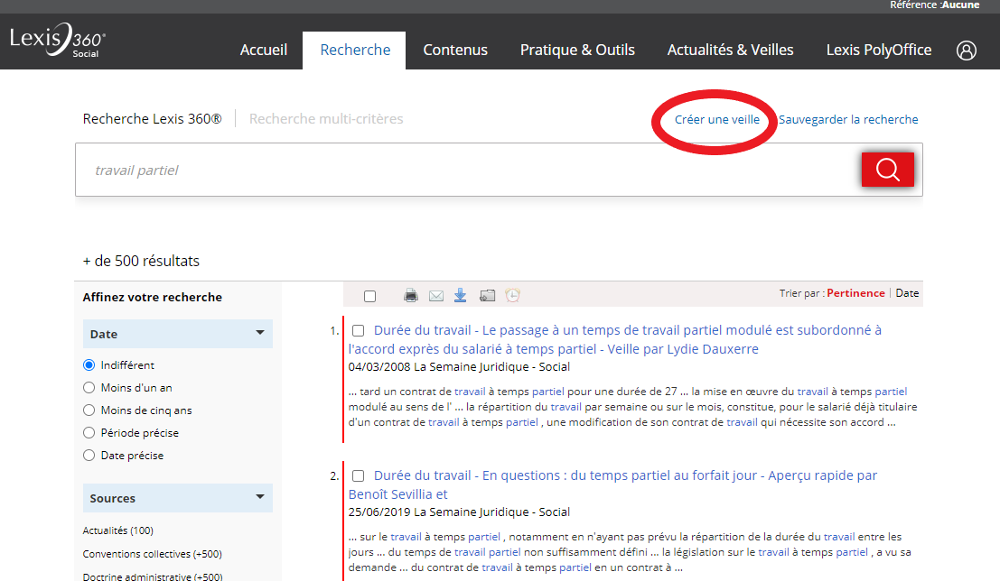 Référence :Aucune
Lexis 360®
Social
Accueil Recherche Contenus Pratique & Outils Actualités & Veilles Lexis PolyOffice
Recherche Lexis 360® Recherche multi-critères Créer une veille Sauvegarder la recherche
travail partiel
+ de 500 résultats
Affinez votre recherche
Trier par : Pertinence Date
Date
Indifférent
Moins d'un an
Moins de cinq ans
Période précise
Date précise
Sources
Actualités (100)
Conventions collectives (+500)
Doctrine administrative (+500)
1. Durée du travail - Le passage à un temps de travail partiel modulé est subordonné à
l'accord exprès du salarié à temps partiel - Veille par Lydie Dauxerre
04/03/2008 La Semaine Juridique - Social
... tard un contrat de travail à temps partiel pour une durée de 27 ... la mise en œuvre du travail à temps partiel
modulé au sens de l' ... la répartition du travail par semaine ou sur le mois, constitue, pour le salarié déjà titulaire
d'un contrat de travail à temps partiel , une modification de son contrat de travail qui nécessite son accord ...
2. Durée du travail - En questions : du temps partiel au forfait jour - Aperçu rapide par
Benoît Sevillia et
25/06/2019 La Semaine Juridique - Social
... sur le travail à temps partiel , notamment en n'ayant pas prévu la répartition de la durée du travail entre les
jours ... du temps de travail partiel non suffisamment défini ... la législation sur le travail à temps partiel , a vu sa
demande ... du contrat de travail à temps partiel en un contrat à ...